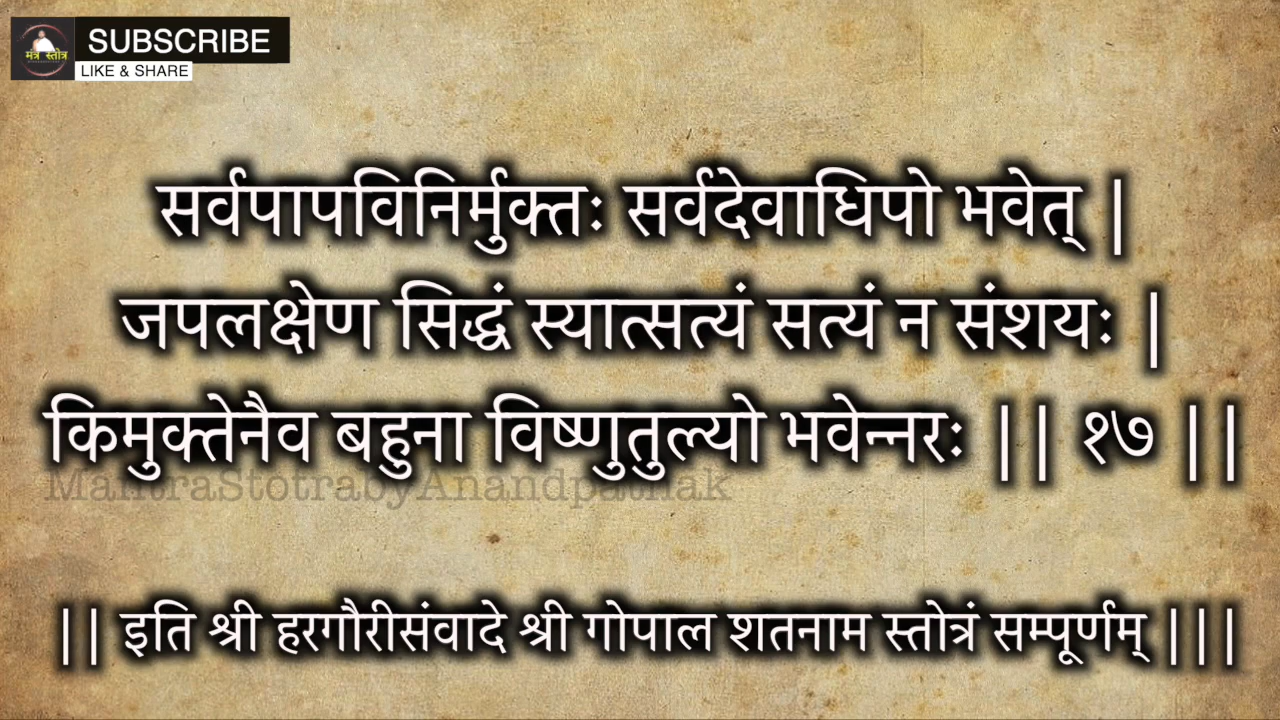 मंत्र स्तोत्र
SUBSCRIBE
LIKE & SHARE
सर्वपापविनिर्मुक्तः सर्वदेवाधिपो भवेत् |
जपलक्षेण सिद्धं स्यात्सत्यं सत्यं न संशयः |
किमुक्तेनैव बहुना विष्णुतुल्यो भवेन्नरः || १७ ||
MantraStotrabyAnandpathak
|| इति श्री हरगौरीसंवादे श्री गोपाल शतनाम स्तोत्रं सम्पूर्णम् |||